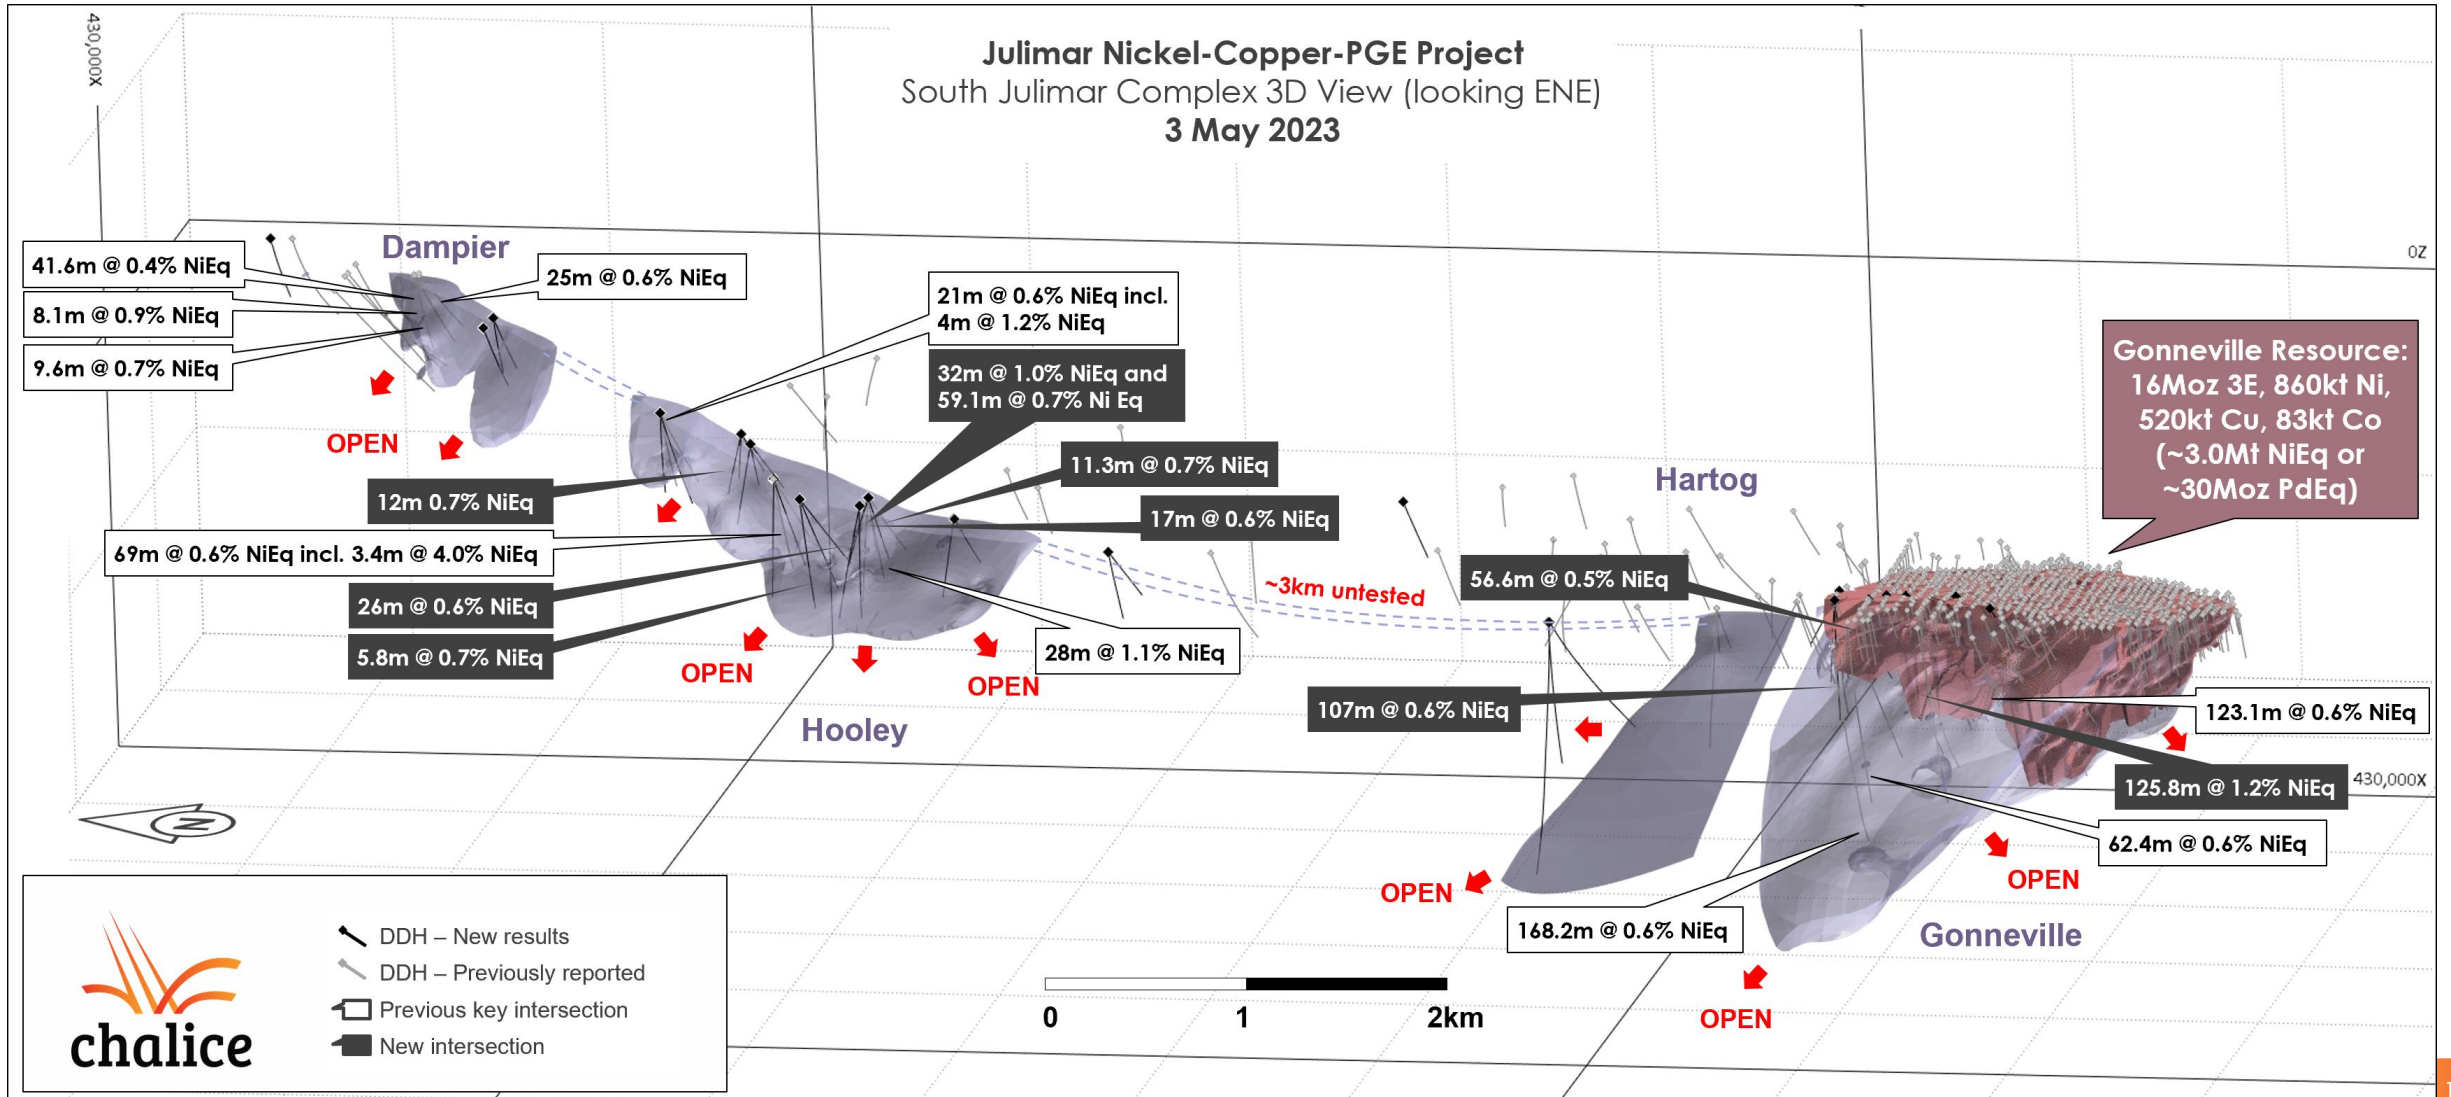 Julimar Nickel-Copper-PGE Project
South Julimar Complex 3D View (looking ENE)
3 May 2023
430,000X
0Z
Dampier
41.6m @ 0.4% NiEq
8.1m @ 0.9% NiEq
9.6m @ 0.7% NiEq
25m @ 0.6% NiEq
OPEN
21m @ 0.6% NiEq incl.
4m @ 1.2% NiEq
32m @ 1.0% NiEq and
59.1m @ 0.7% Ni Eq
11.3m @ 0.7% NiEq
17m @ 0.6% NiEq
12m 0.7% NiEq
69m @ 0.6% NiEq incl. 3.4m @ 4.0% NiEq
26m @ 0.6% NiEq
5.8m @ 0.7% NiEq
28m @ 1.1% NiEq
OPEN
OPEN
Hooley
~3km untested
Hartog
56.6m @ 0.5% NiEq
107m @ 0.6% NiEq
OPEN
Gonneville Resource:
16Moz 3E, 860kt Ni,
520kt Cu, 83kt Co
(~3.0Mt NiEq or
~30Moz PdEq)
123.1m @ 0.6% NiEq
430,000X
125.8m @ 1.2% NiEq
62.4m @ 0.6% NiEq
OPEN
168.2m @ 0.6% NiEq
Gonneville
OPEN
N
chalice
DDH – New results
DDH – Previously reported
Previous key intersection
New intersection
0 1 2km